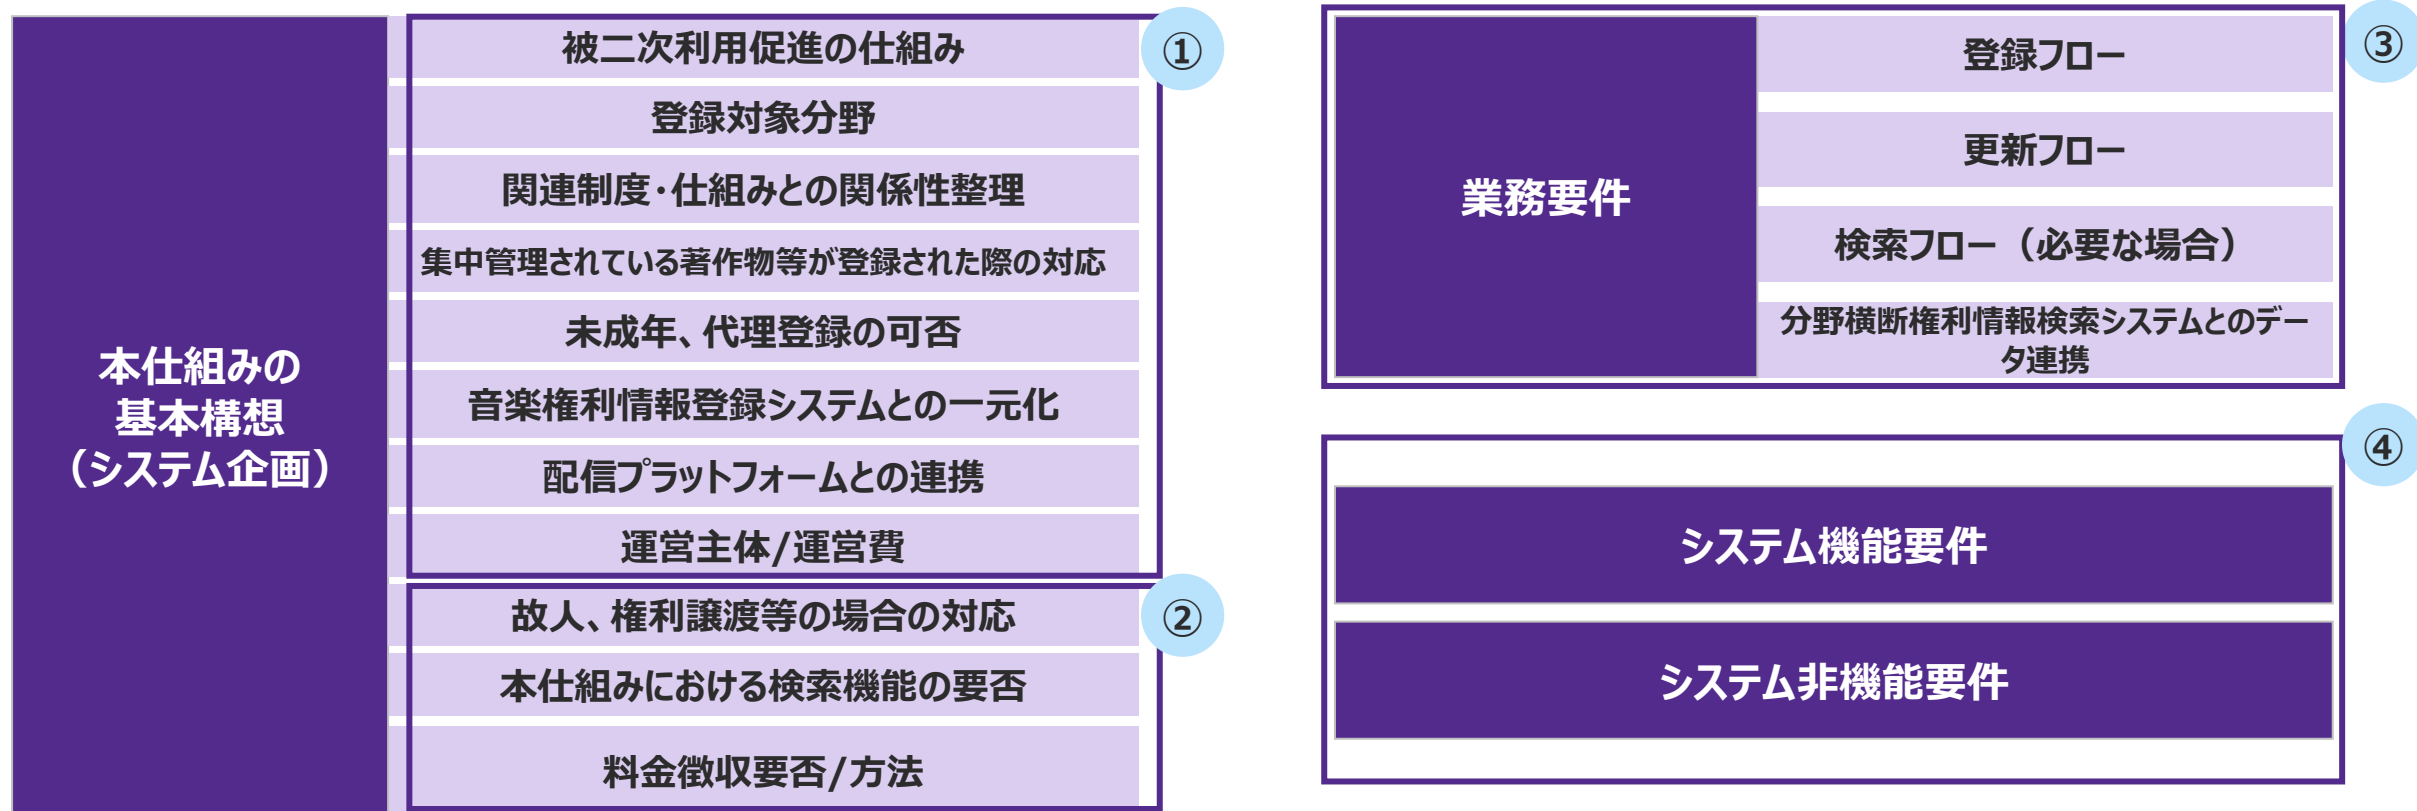 本仕組みの
基本構想
（システム企画）
被二次利用促進の仕組み
①
登録対象分野
関連制度・仕組みとの関係性整理
集中管理されている著作物等が登録された際の対応
未成年、代理登録の可否
音楽権利情報登録システムとの一元化
配信プラットフォームとの連携
運営主体/運営費
故人、権利譲渡等の場合の対応
②
本仕組みにおける検索機能の要否
料金徴収要否/方法
業務要件
登録フロー
③
更新フロー
検索フロー（必要な場合）
分野横断権利情報検索システムとのデー
タ連携
④
システム機能要件
システム非機能要件